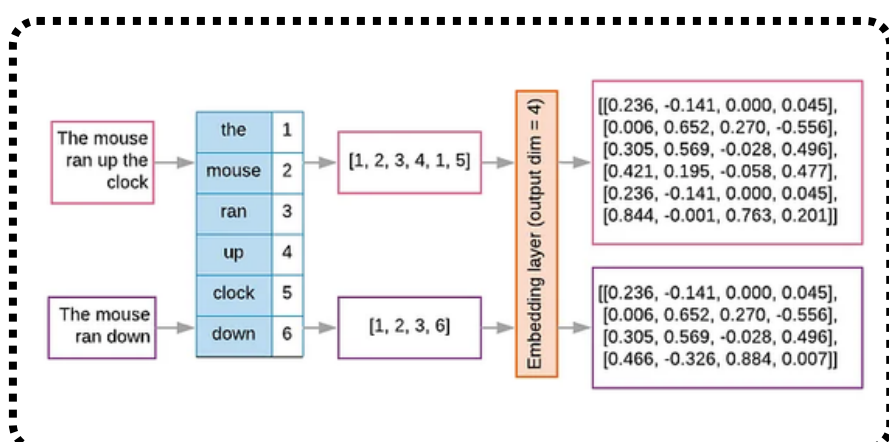 The mouse
ran up the
clock
the 1
mouse 2
ran 3
up 4
clock 5
down 6
[1, 2, 3, 4, 1, 5]
Embedding layer (output dim = 4)
[[0.236, -0.141, 0.000, 0.045],
[0.006, 0.652, 0.270, -0.556],
[0.305, 0.569, -0.028, 0.496],
[0.421, 0.195, -0.058, 0.477],
[0.236, -0.141, 0.000, 0.045],
[0.844, -0.001, 0.763, 0.201]]
The mouse
ran down
[1, 2, 3, 6]
[[0.236, -0.141, 0.000, 0.045],
[0.006, 0.652, 0.270, -0.556],
[0.305, 0.569, -0.028, 0.496],
[0.466, -0.326, 0.884, 0.007]]